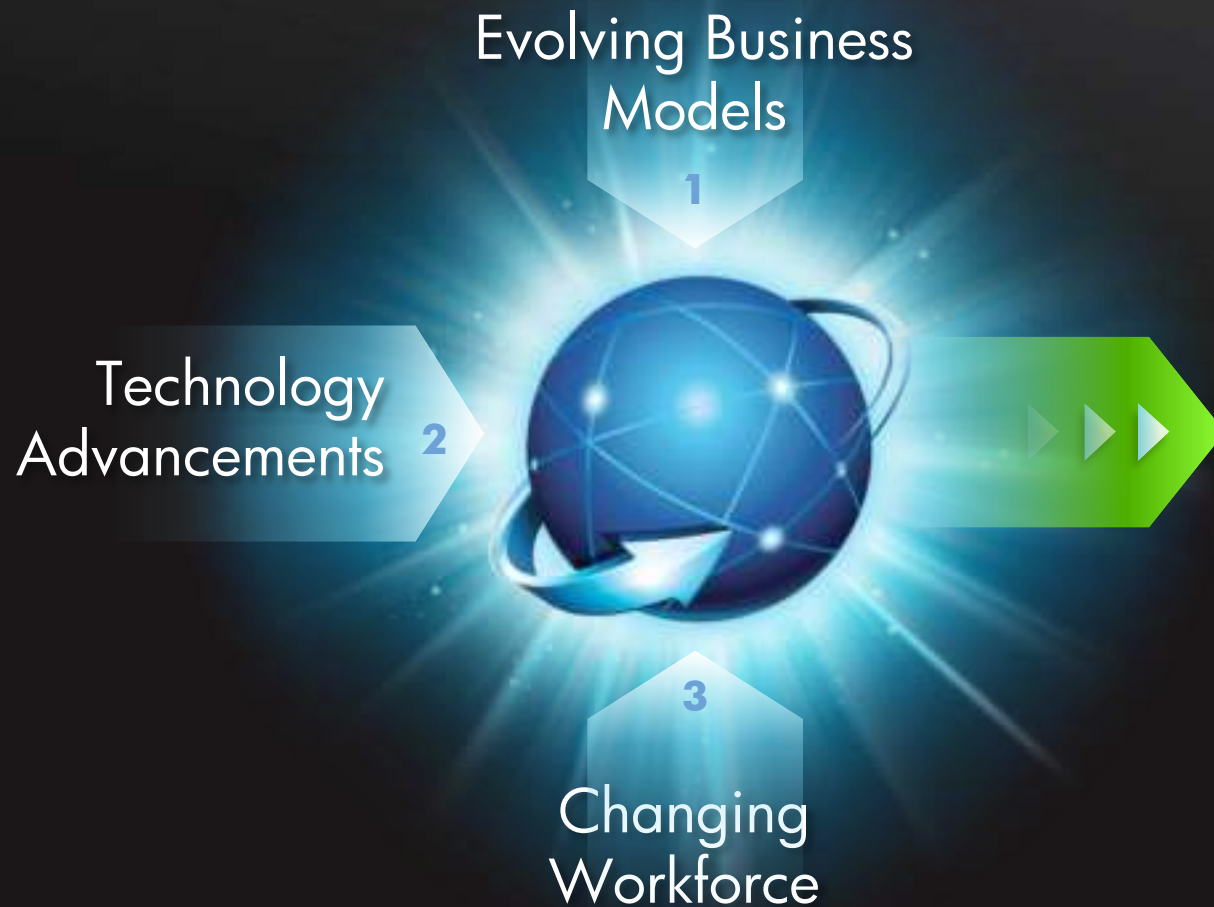 Evolving Business
Models
1
Technology
Advancements
2
3
Changing
Workforce